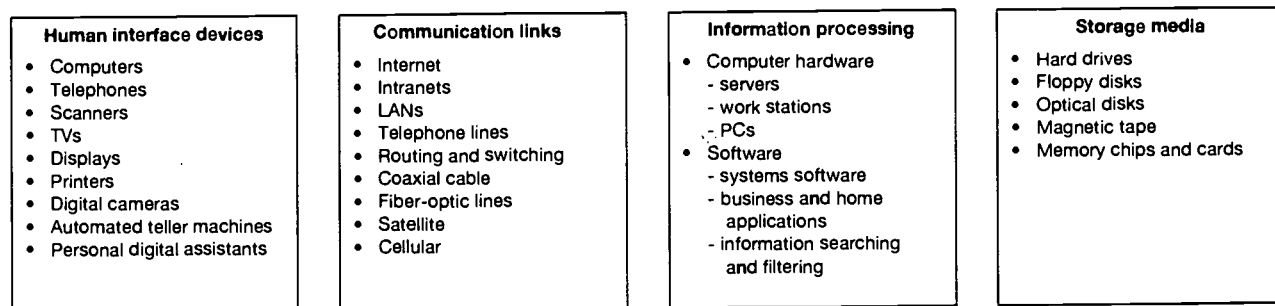 Human interface devices
• Computers
• Telephones
• Scanners
• TVs
• Displays
• Printers
• Digital cameras
• Automated teller machines
• Personal digital assistants
Communication links
• Internet
• Intranets
• LANs
• Telephone lines
• Routing and switching
• Coaxial cable
• Fiber-optic lines
• Satellite
• Cellular
Information processing
• Computer hardware
- servers
- work stations
- PCs
• Software
- systems software
- business and home
applications
- information searching
and filtering
Storage media
• Hard drives
• Floppy disks
• Optical disks
• Magnetic tape
• Memory chips and cards